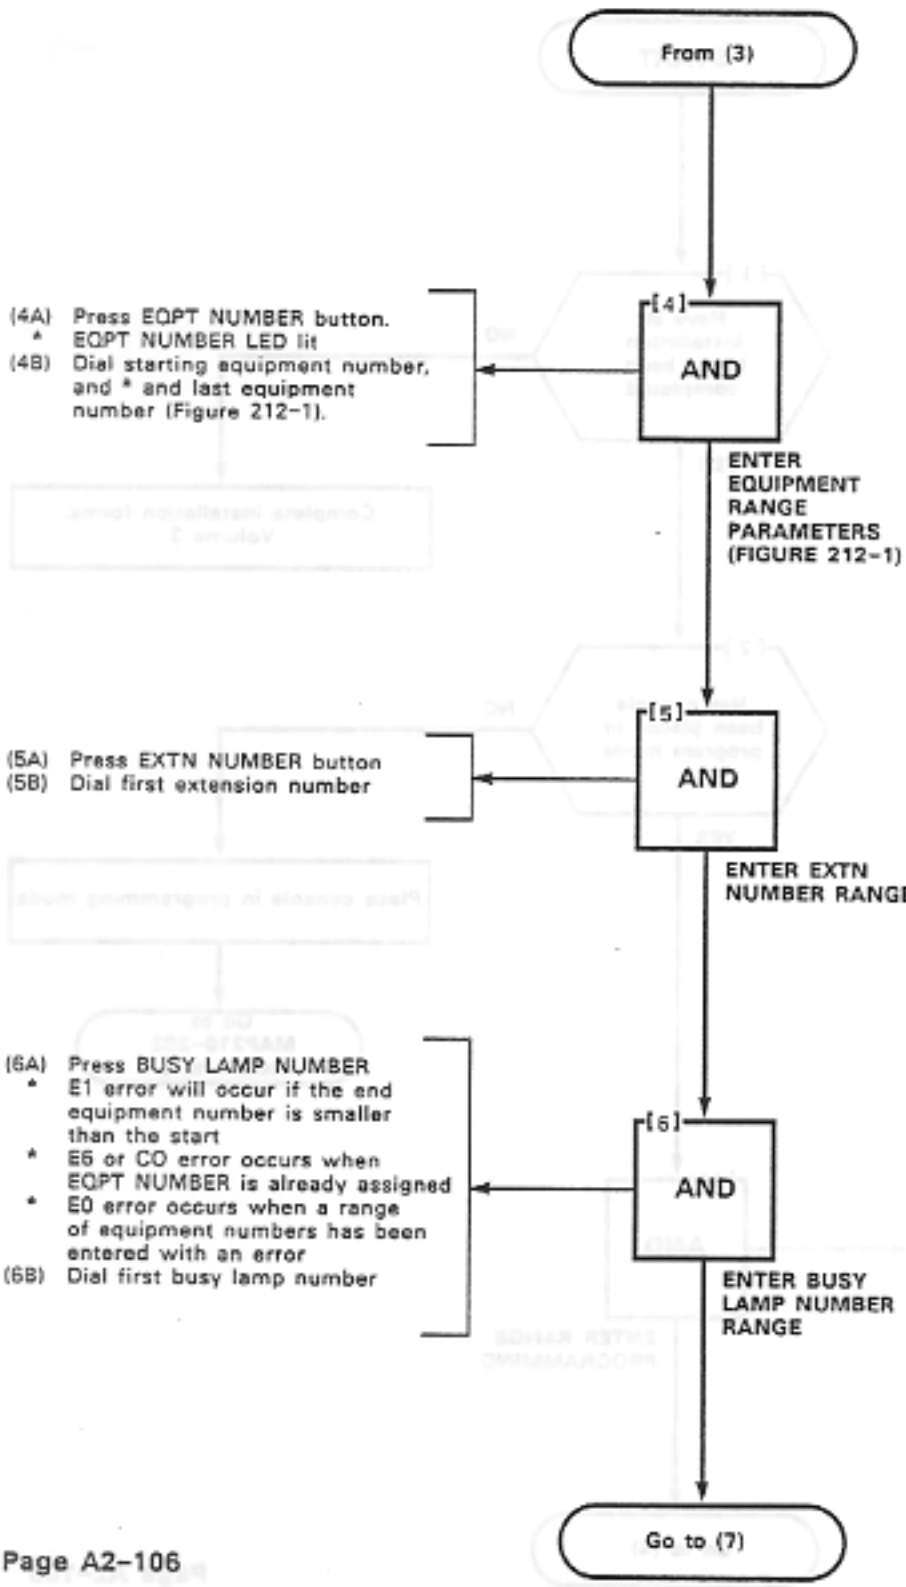 From (3)
(4A) Press EQPT NUMBER button.
* EQPT NUMBER LED lit
(4B) Dial starting equipment number,
and * and last equipment
number (Figure 212-1).
[4]
AND
ENTER
EQUIPMENT
RANGE
PARAMETERS
(FIGURE 212-1)
(5A) Press EXTN NUMBER button
(5B) Dial first extension number
[5]
AND
ENTER EXTN
NUMBER RANGE
(6A) Press BUSY LAMP NUMBER
* E1 error will occur if the end
equipment number is smaller
than the start
* E6 or CO error occurs when
EQPT NUMBER is already assigned
* E0 error occurs when a range
of equipment numbers has been
entered with an error
(6B) Dial first busy lamp number
[6]
AND
ENTER BUSY
LAMP NUMBER
RANGE
Go to (7)
Page A2-106